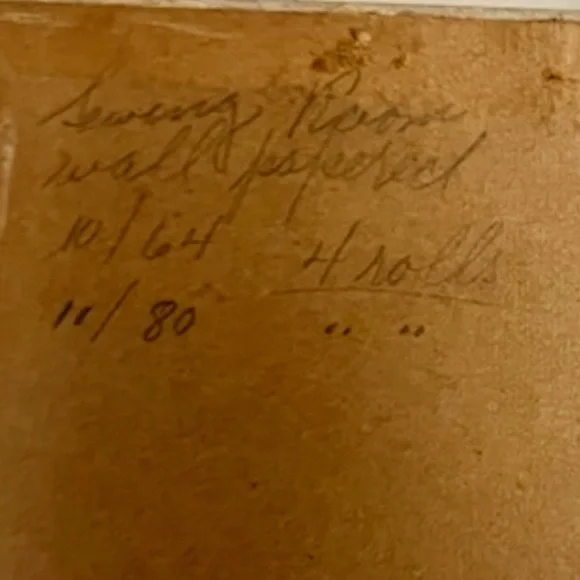 Sewing Room
wall papered
10/64 4 rolls
11/80 " "